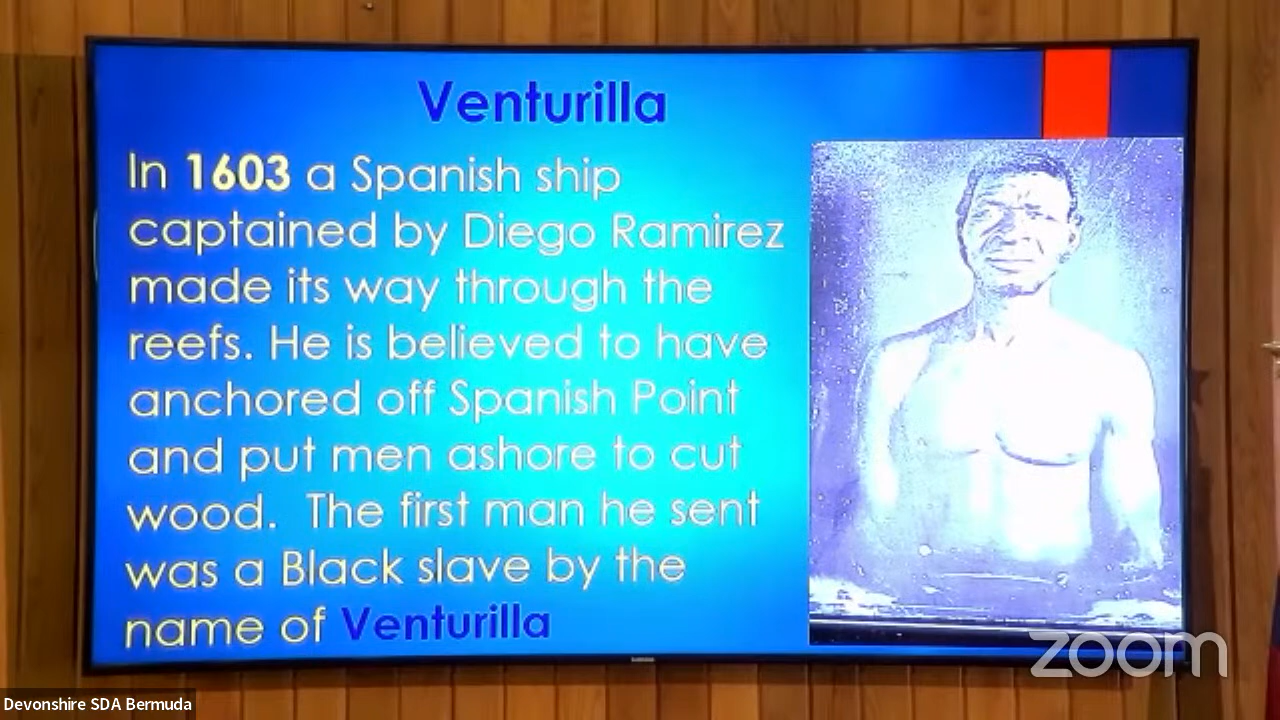 Venturilla
In 1603 a Spanish ship
captained by Diego Ramirez
made its way through the
reefs. He is believed to have
anchored off Spanish Point
and put men ashore to cut
wood.  The first man he sent
was a Black slave by the
name of Venturilla
zoom
Devonshire SDA Bermuda